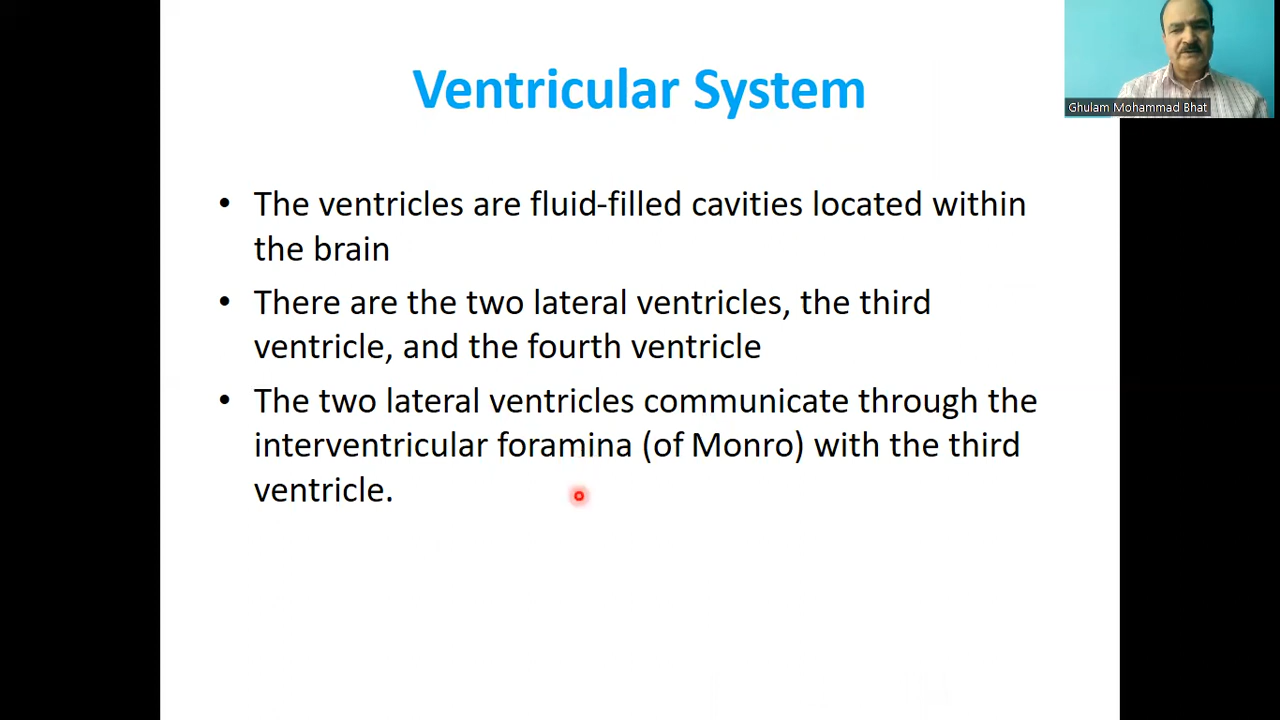 Ventricular System
Ghulam Mohammad Bhat
• The ventricles are fluid-filled cavities located within
the brain
• There are the two lateral ventricles, the third
ventricle, and the fourth ventricle
• The two lateral ventricles communicate through the
interventricular foramina (of Monro) with the third
ventricle.